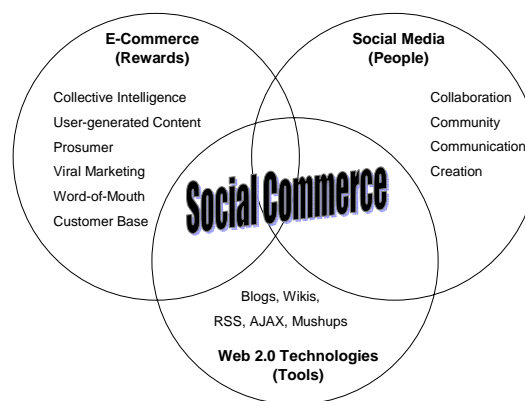 E-Commerce
(Rewards)
Collective Intelligence
User-generated Content
Prosumer
Viral Marketing
Word-of-Mouth
Customer Base
Social Media
(People)
Collaboration
Community
Communication
Creation
Social Commerce
Blogs, Wikis,
RSS, AJAX, Mushups
Web 2.0 Technologies
(Tools)